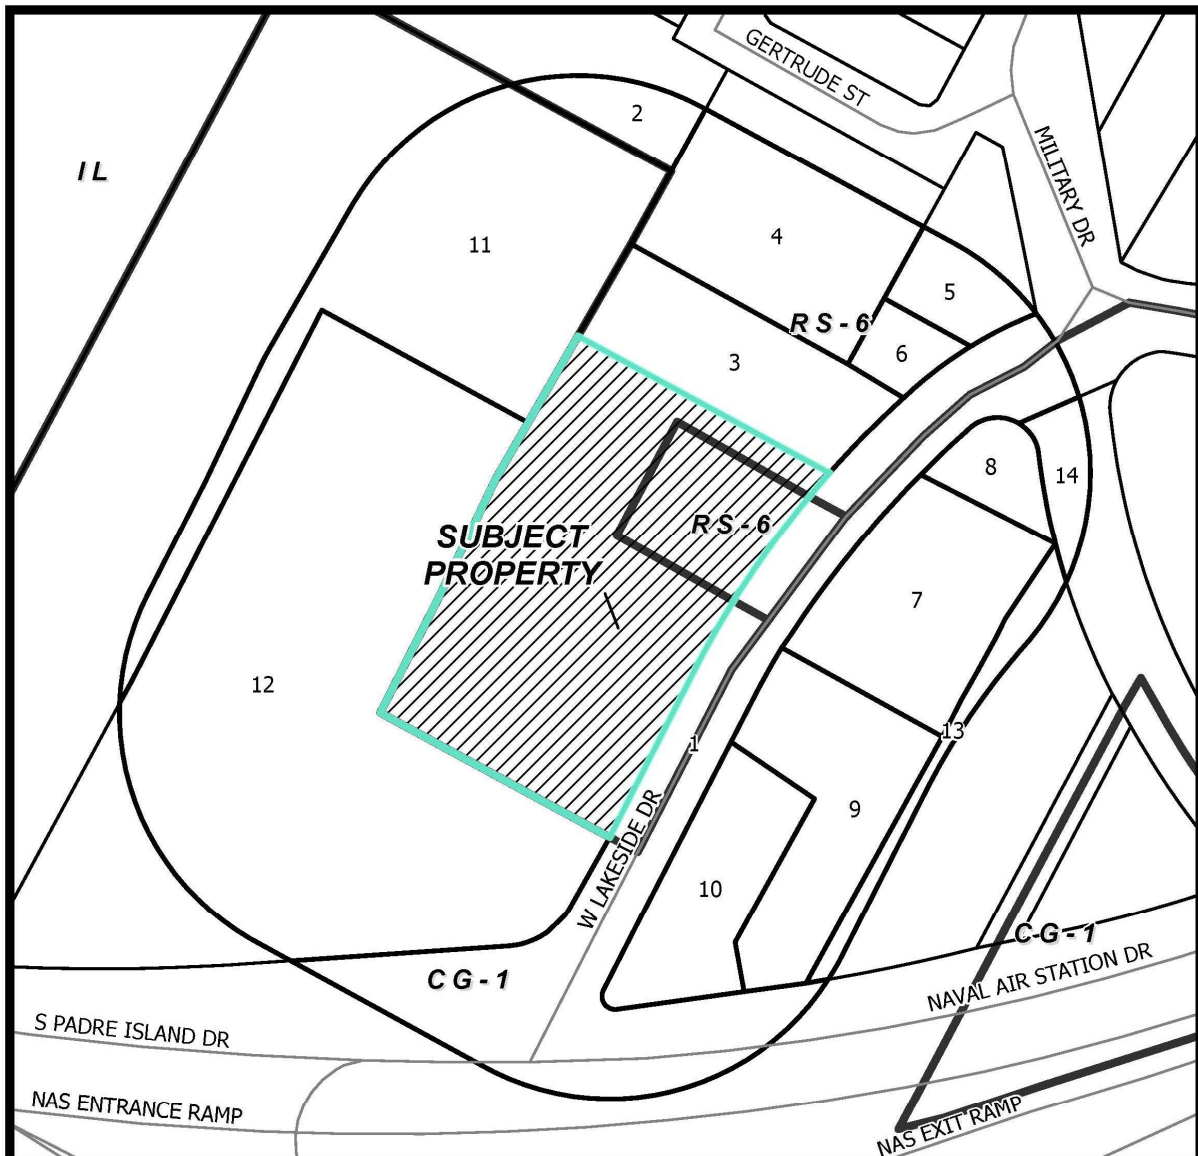 GERTRUDE ST
2
MILITARY DR
IL
4
11
5
RS-6
6
3
8
14
RS-6
SUBJECT
PROPERTY
7
12
13
1
9
W LAKESIDE DR
10
CG-1
CG-1
NAVAL AIR STATION DR
S PADRE ISLAND DR
NAS ENTRANCE RAMP
NAS EXIT RAMP